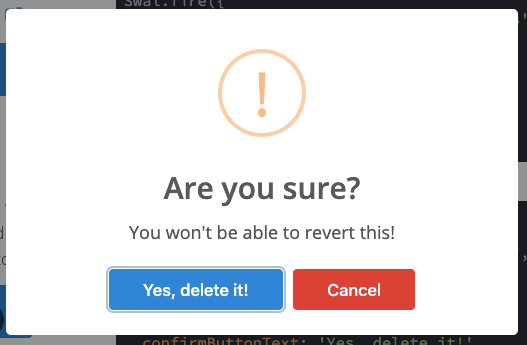 Swal.fire({
!
Are you sure?
You won't be able to revert this!
Yes, delete it!
Cancel
confirmButtonText: 'Yes, delete it!'